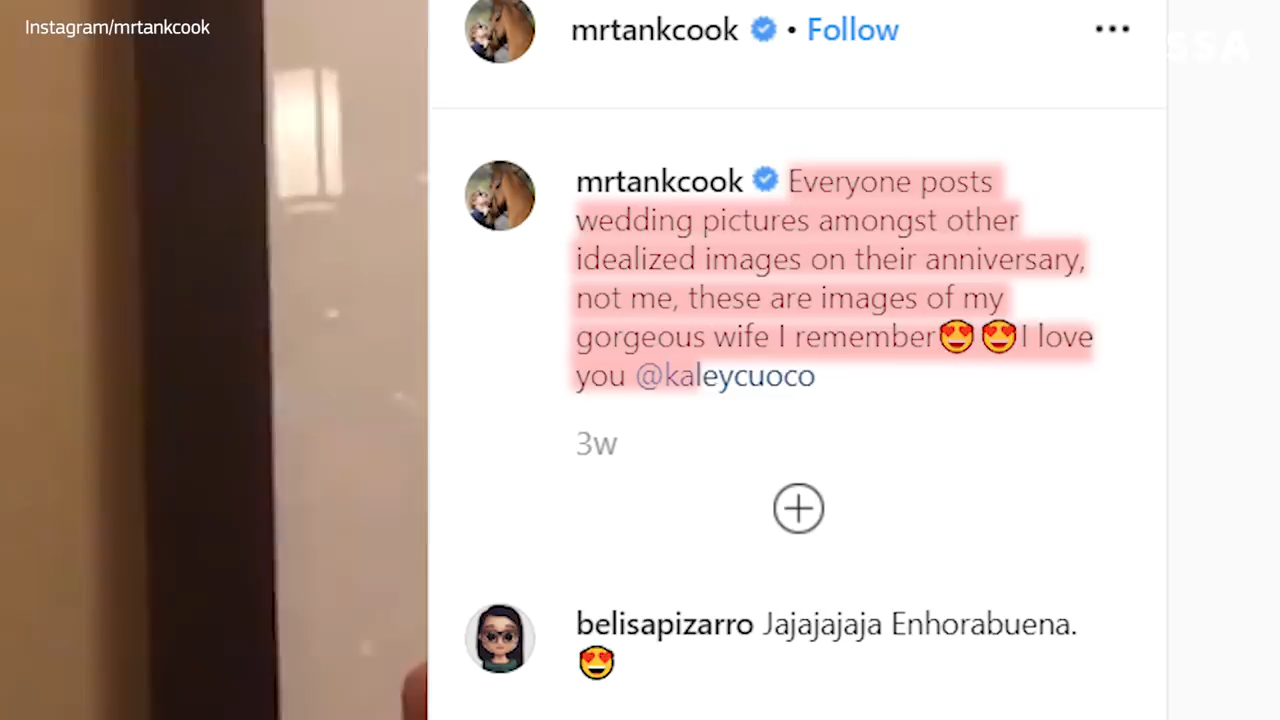 Instagram/mrtankcook
mrtankcook • Follow
SSA
mrtankcook Everyone posts
wedding pictures amongst other
idealized images on their anniversary,
not me, these are images of my
gorgeous wife I remember😍😍I love
you @kaleycuoco
3w
belisapizarro Jajajajaja Enhorabuena.
😍